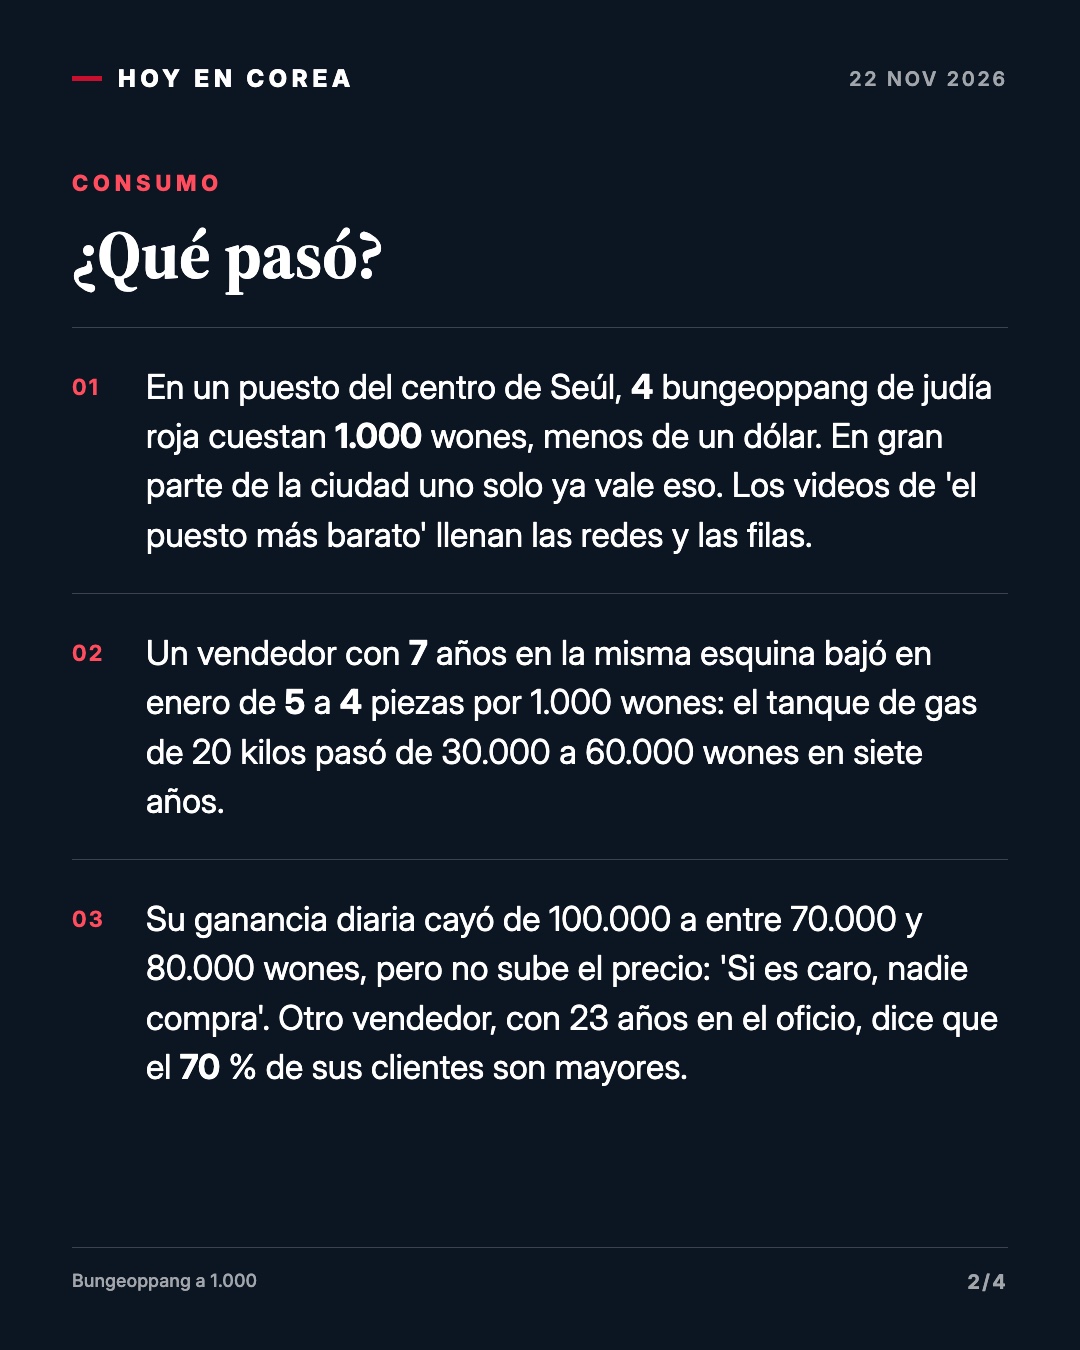 HOY EN COREA
22 NOV 2026
CONSUMO
¿Qué pasó?
01
En un puesto del centro de Seúl, 4 bungeoppang de judía
roja cuestan 1.000 wones, menos de un dólar. En gran
parte de la ciudad uno solo ya vale eso. Los videos de 'el
puesto más barato' llenan las redes y las filas.
02
Un vendedor con 7 años en la misma esquina bajó en
enero de 5 a 4 piezas por 1.000 wones: el tanque de gas
de 20 kilos pasó de 30.000 a 60.000 wones en siete
años.
03
Su ganancia diaria cayó de 100.000 a entre 70.000 y
80.000 wones, pero no sube el precio: 'Si es caro, nadie
compra'. Otro vendedor, con 23 años en el oficio, dice que
el 70 % de sus clientes son mayores.
Bungeoppang a 1.000
2/4